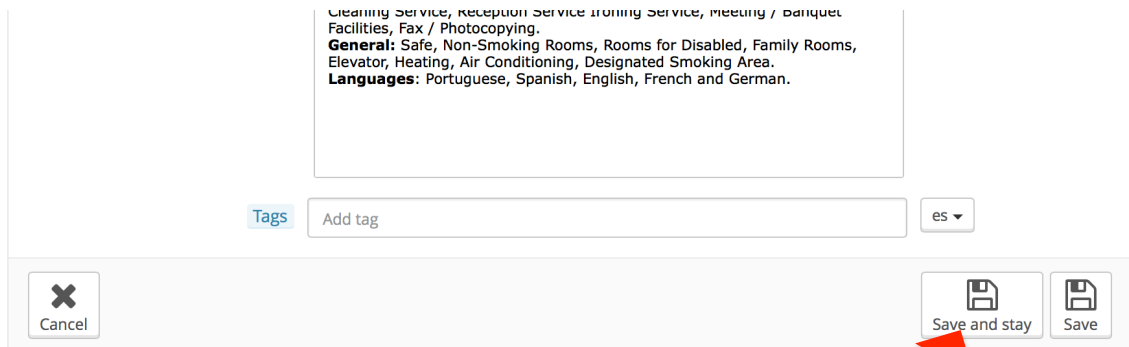 Cleaning Service, Reception Service Ironing Service, Meeting / Banquet
Facilities, Fax / Photocopying.
General: Safe, Non-Smoking Rooms, Rooms for Disabled, Family Rooms,
Elevator, Heating, Air Conditioning, Designated Smoking Area.
Languages: Portuguese, Spanish, English, French and German.
Tags Add tag es
Cancel Save and stay Save